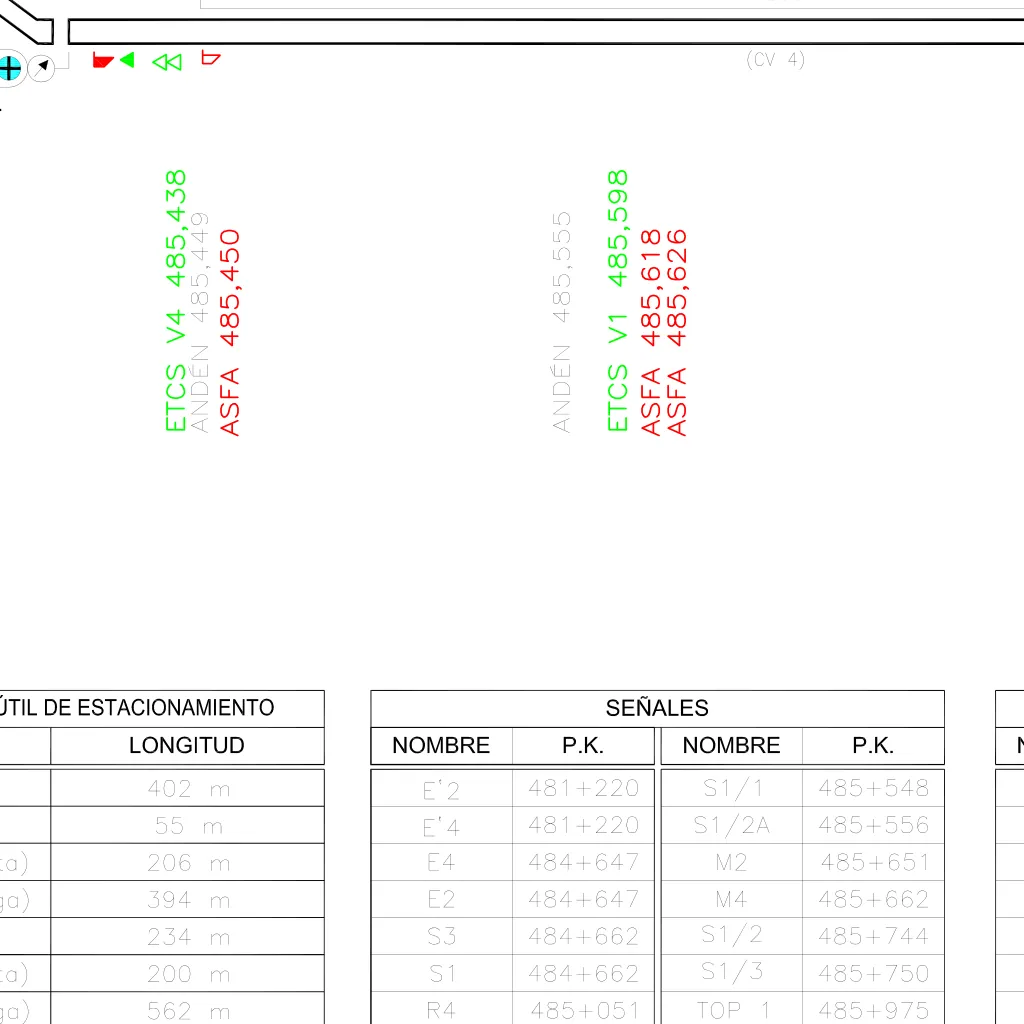 (CV 4)
ETCS V4 485,438
ANDÉN 485,449
ASFA 485,450
ANDÉN 485,555
ETCS V1 485,598
ASFA 485,618
ASFA 485,626
ÚTIL DE ESTACIONAMIENTO
LONGITUD
402 m
55 m
ta) 206 m
ga) 394 m
234 m
ta) 200 m
ga) 562 m
SEÑALES
NOMBRE P.K. NOMBRE P.K.
E'2 481+220 S1/1 485+548
E'4 481+220 S1/2A 485+556
E4 484+647 M2 485+651
E2 484+647 M4 485+662
S3 484+662 S1/2 485+744
S1 484+662 S1/3 485+750
R4 485+051 TOP 1 485+975